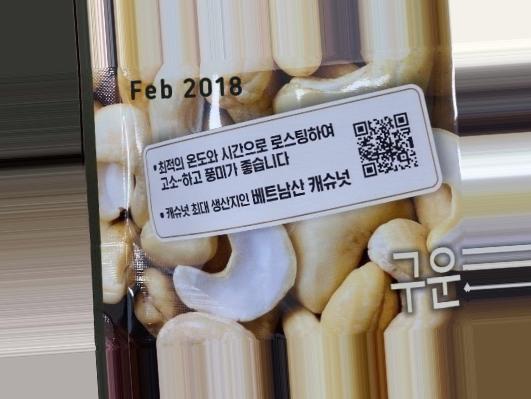 Feb 2018
• 최적의 온도와 시간으로 로스팅하여
고소-하고 풍미가 좋습니다
• 캐슈넛 최대 생산지인 베트남산 캐슈넛
구운